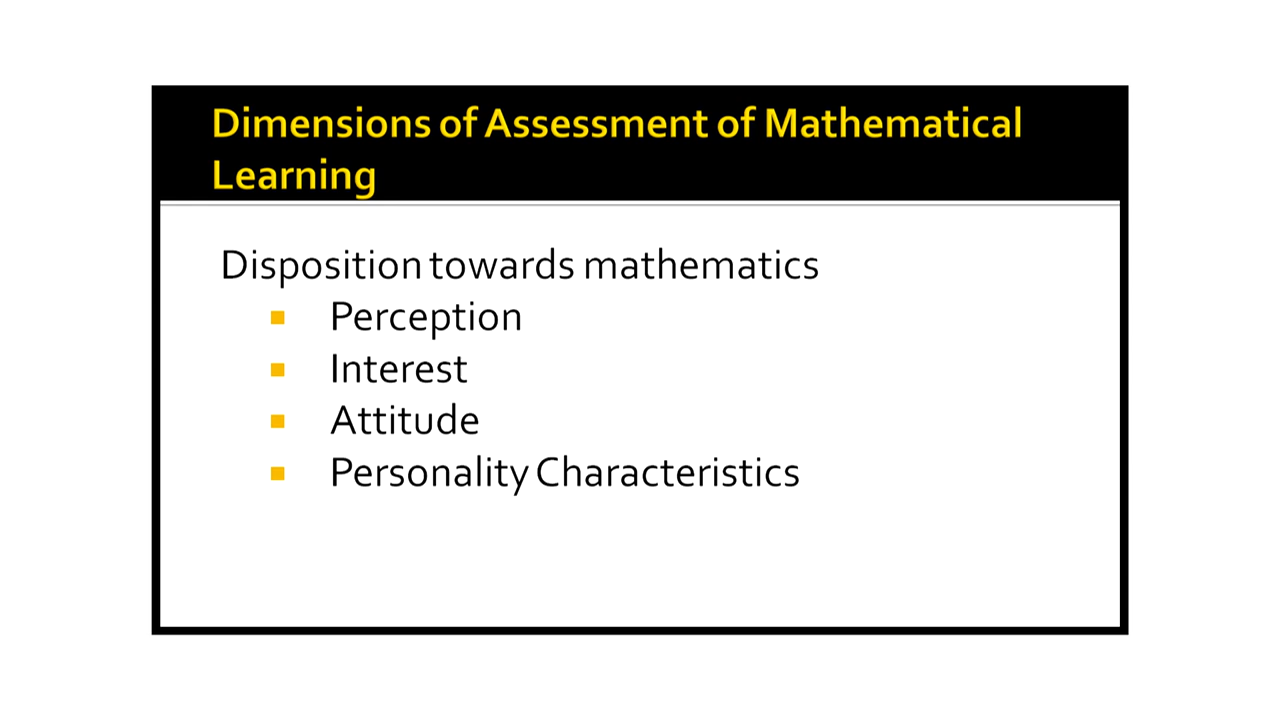 Dimensions of Assessment of Mathematical
Learning
Disposition towards mathematics
Perception
Interest
Attitude
Personality Characteristics